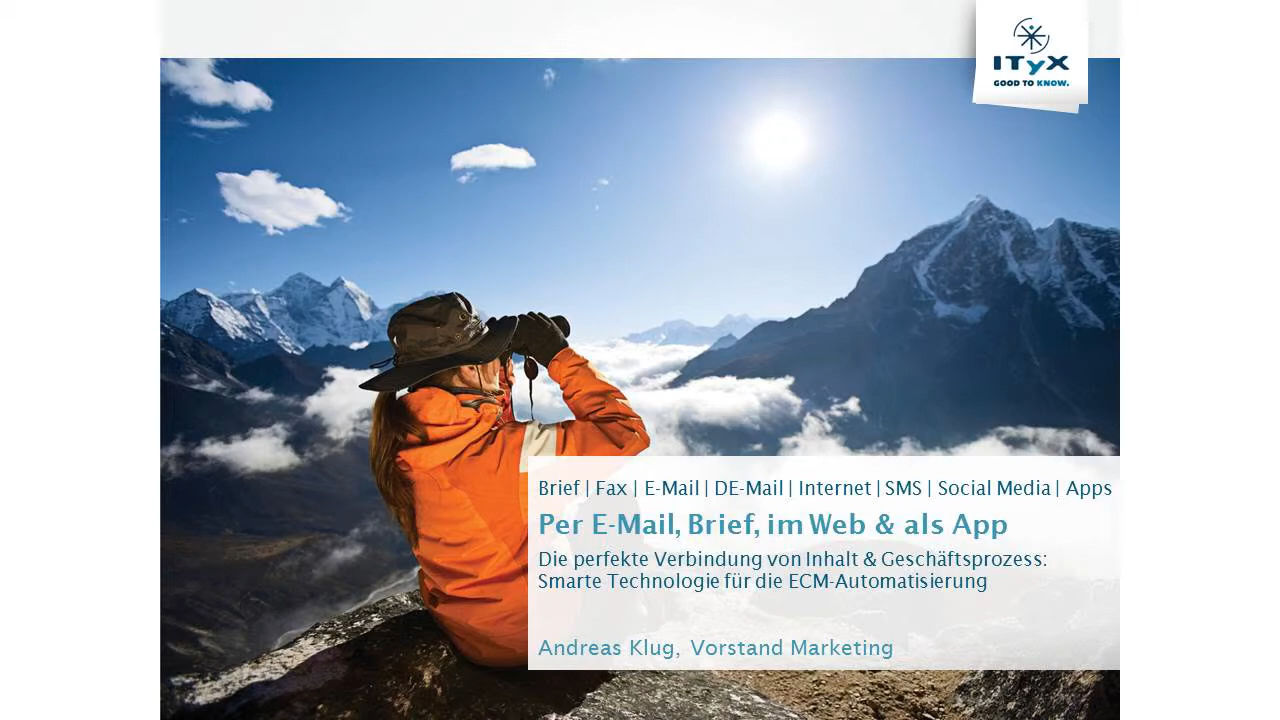 ITyX
GOOD TO KNOW.
Brief | Fax | E-Mail | DE-Mail | Internet | SMS | Social Media | Apps
Per E-Mail, Brief, im Web & als App
Die perfekte Verbindung von Inhalt & Geschäftsprozess:
Smarte Technologie für die ECM-Automatisierung
Andreas Klug, Vorstand Marketing